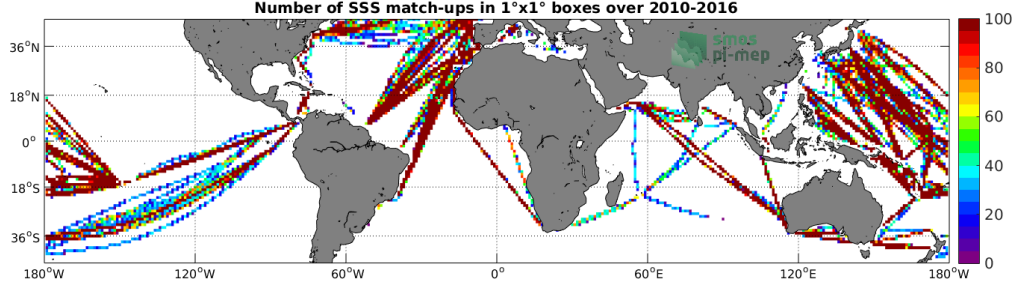 Number of SSS match-ups in 1°x1° boxes over 2010-2016
smos
pi-mep
36°N
18°N
0°
18°S
36°S
180°W
120°W
60°W
0°
60°E
120°E
180°W
100
80
60
40
20
0